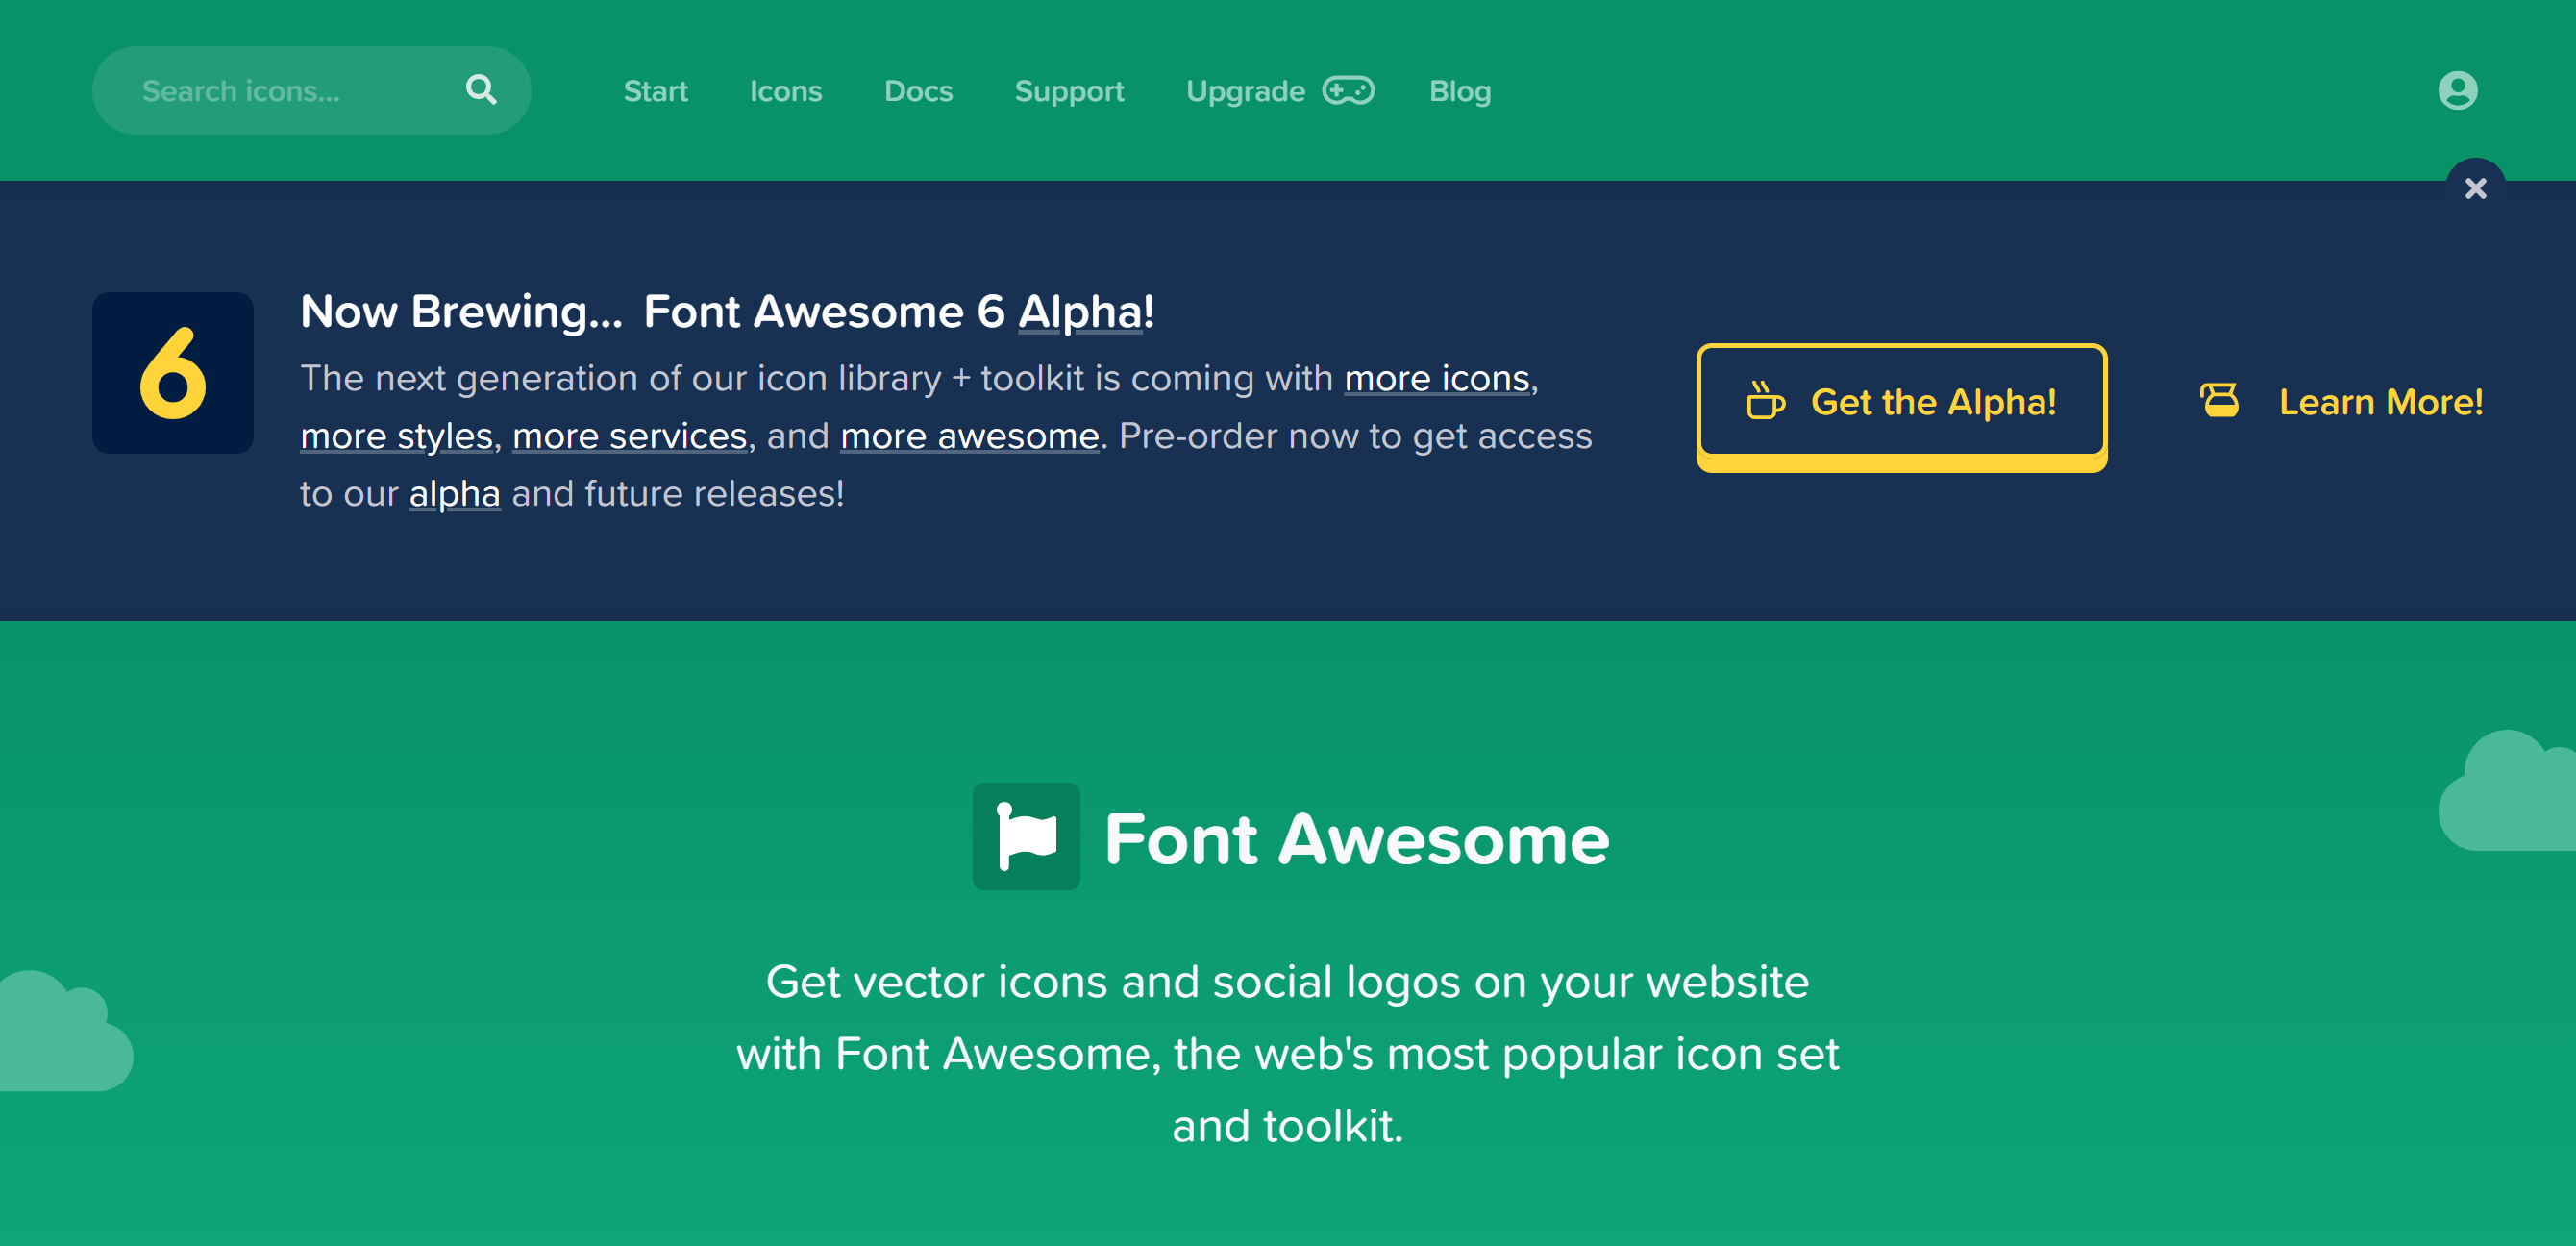 Search icons...
Start Icons Docs Support Upgrade Blog
6
Now Brewing... Font Awesome 6 Alpha!
The next generation of our icon library + toolkit is coming with more icons,
more styles, more services, and more awesome. Pre-order now to get access
to our alpha and future releases!
Get the Alpha!
Learn More!
Font Awesome
Get vector icons and social logos on your website
with Font Awesome, the web's most popular icon set
and toolkit.